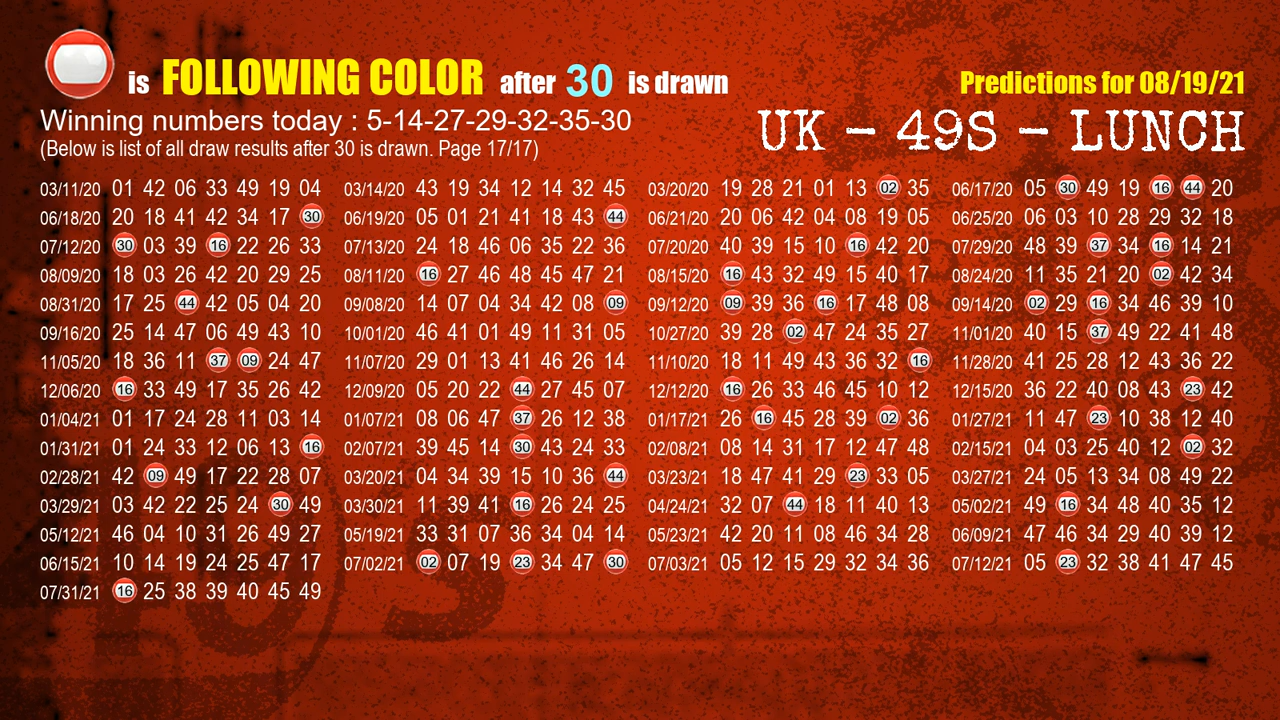 is FOLLOWING COLOR after 30 is drawn
Predictions for 08/19/21
Winning numbers today : 5-14-27-29-32-35-30
UK - 49S - LUNCH
(Below is list of all draw results after 30 is drawn. Page 17/17)
03/11/20 01 42 06 33 49 19 04 03/14/20 43 19 34 12 14 32 45 03/20/20 19 28 21 01 13 02 35 06/17/20 05 30 49 19 16 44 20
06/18/20 20 18 41 42 34 17 30 06/19/20 05 01 21 41 18 43 44 06/21/20 20 06 42 04 08 19 05 06/25/20 06 03 10 28 29 32 18
07/12/20 30 03 39 16 22 26 33 07/13/20 24 18 46 06 35 22 36 07/20/20 40 39 15 10 16 42 20 07/29/20 48 39 37 34 16 14 21
08/09/20 18 03 26 42 20 29 25 08/11/20 16 27 46 48 45 47 21 08/15/20 16 43 32 49 15 40 17 08/24/20 11 35 21 20 02 42 34
08/31/20 17 25 44 42 05 04 20 09/08/20 14 07 04 34 42 08 09 09/12/20 09 39 36 16 17 48 08 09/14/20 02 29 16 34 46 39 10
09/16/20 25 14 47 06 49 43 10 10/01/20 46 41 01 49 11 31 05 10/27/20 39 28 02 47 24 35 27 11/01/20 40 15 37 49 22 41 48
11/05/20 18 36 11 37 09 24 47 11/07/20 29 01 13 41 46 26 14 11/10/20 18 11 49 43 36 32 16 11/28/20 41 25 28 12 43 36 22
12/06/20 16 33 49 17 35 26 42 12/09/20 05 20 22 44 27 45 07 12/12/20 16 26 33 46 45 10 12 12/15/20 36 22 40 08 43 23 42
01/04/21 01 17 24 28 11 03 14 01/07/21 08 06 47 37 26 12 38 01/17/21 26 16 45 28 39 02 36 01/27/21 11 47 23 10 38 12 40
01/31/21 01 24 33 12 06 13 16 02/07/21 39 45 14 30 43 24 33 02/08/21 08 14 31 17 12 47 48 02/15/21 04 03 25 40 12 02 32
02/28/21 42 09 49 17 22 28 07 03/20/21 04 34 39 15 10 36 44 03/23/21 18 47 41 29 23 33 05 03/27/21 24 05 13 34 08 49 22
03/29/21 03 42 22 25 24 30 49 03/30/21 11 39 41 16 26 24 25 04/24/21 32 07 44 18 11 40 13 05/02/21 49 16 34 48 40 35 12
05/12/21 46 04 10 31 26 49 27 05/19/21 33 31 07 36 34 04 14 05/23/21 42 20 11 08 46 34 28 06/09/21 47 46 34 29 40 39 12
06/15/21 10 14 19 24 25 47 17 07/02/21 02 07 19 23 34 47 30 07/03/21 05 12 15 29 32 34 36 07/12/21 05 23 32 38 41 47 45
07/31/21 16 25 38 39 40 45 49